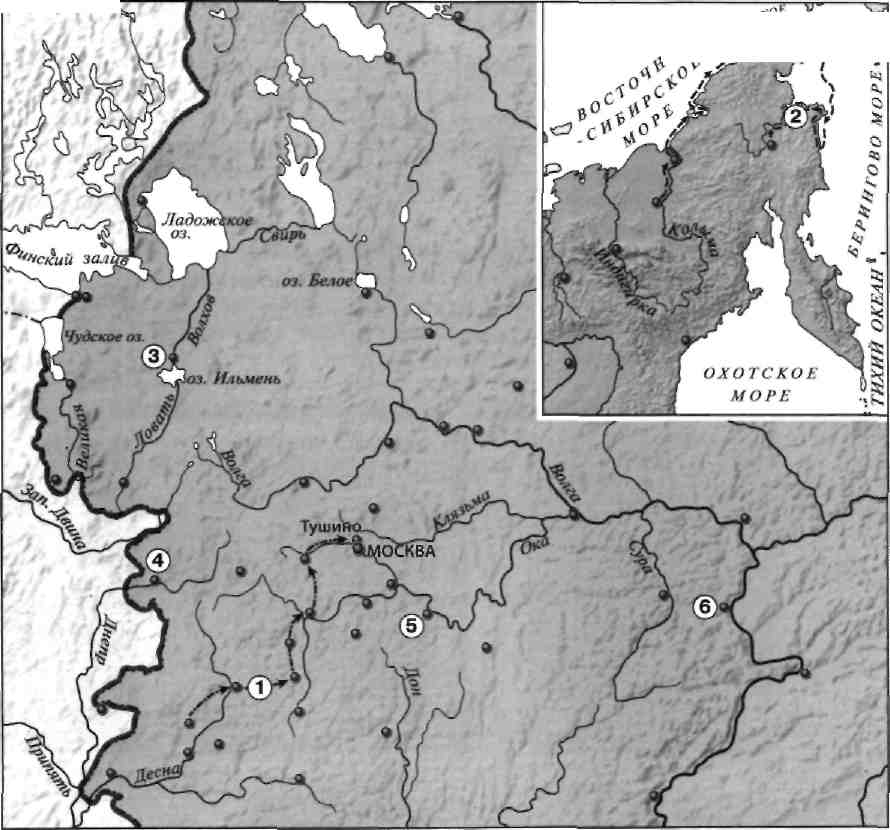 ВОСТОЧН
-СИБИРСКОЕ
МОРЕ
2
БЕРИНГОВО МОРЕ
Колыма
Индигирка
ОХОТСКОЕ
МОРЕ
ТИХИЙ ОКЕАН
Ладожское
оз.
Свирь
Финский залив
оз. Белое
Волхов
Чудское оз.
3
оз. Ильмень
Ловать
Великая
Волга
Зап. Двина
Волга
Клязьма
Тушино
МОСКВА
Ока
Сура
4
Днепр
5
6
1
Дон
Десна
Припять